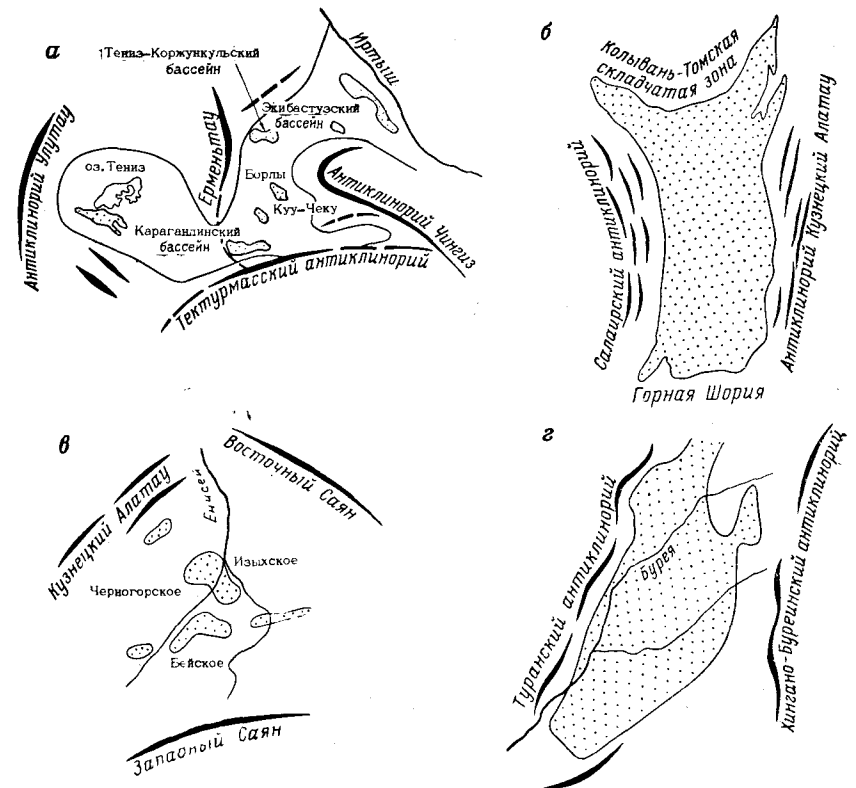 а
Тениз-Коржункульский
бассейн
Иртыш
Экибастузский
бассейн
Антиклинорий Улутау
Ерменьтау
оз. Тениз
Борлы
Куу-Чеку
Антиклинорий Чингиз
Карагандинский
бассейн
Тектурмасский антиклинорий
б
Колывань-Томская
складчатая зона
Салаирский антиклинорий
Антиклинорий Кузнецкий Алатау
Горная Шория
в
Кузнецкий Алатау
Енисей
Восточный Саян
Изыхское
Черногорское
Бейское
Западный Саян
г
Туранский антиклинорий
Бурея
Хингано-Буреинский антиклинорий